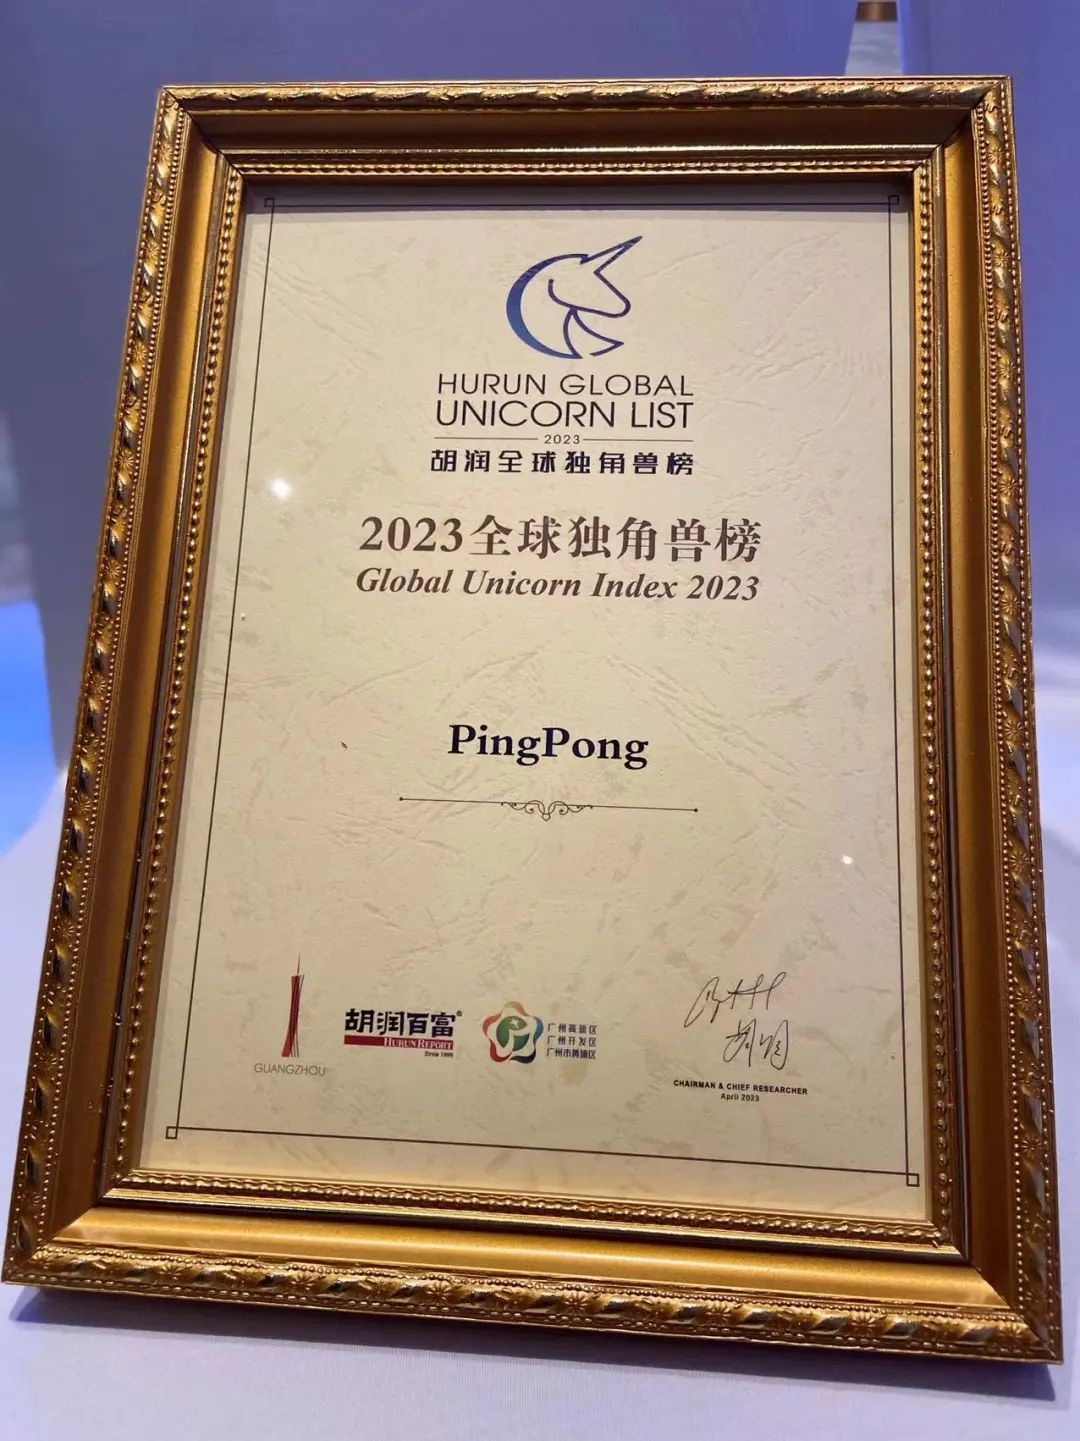 HURUN GLOBAL
UNICORN LIST
2023
胡润全球独角兽榜
2023全球独角兽榜
Global Unicorn Index 2023
PingPong
GUANGZHOU
胡润百富®
HURUN REPORT
Since 1999
广州高新区
广州开发区
广州市黄埔区
胡润
CHAIRMAN & CHIEF RESEARCHER
April 2023